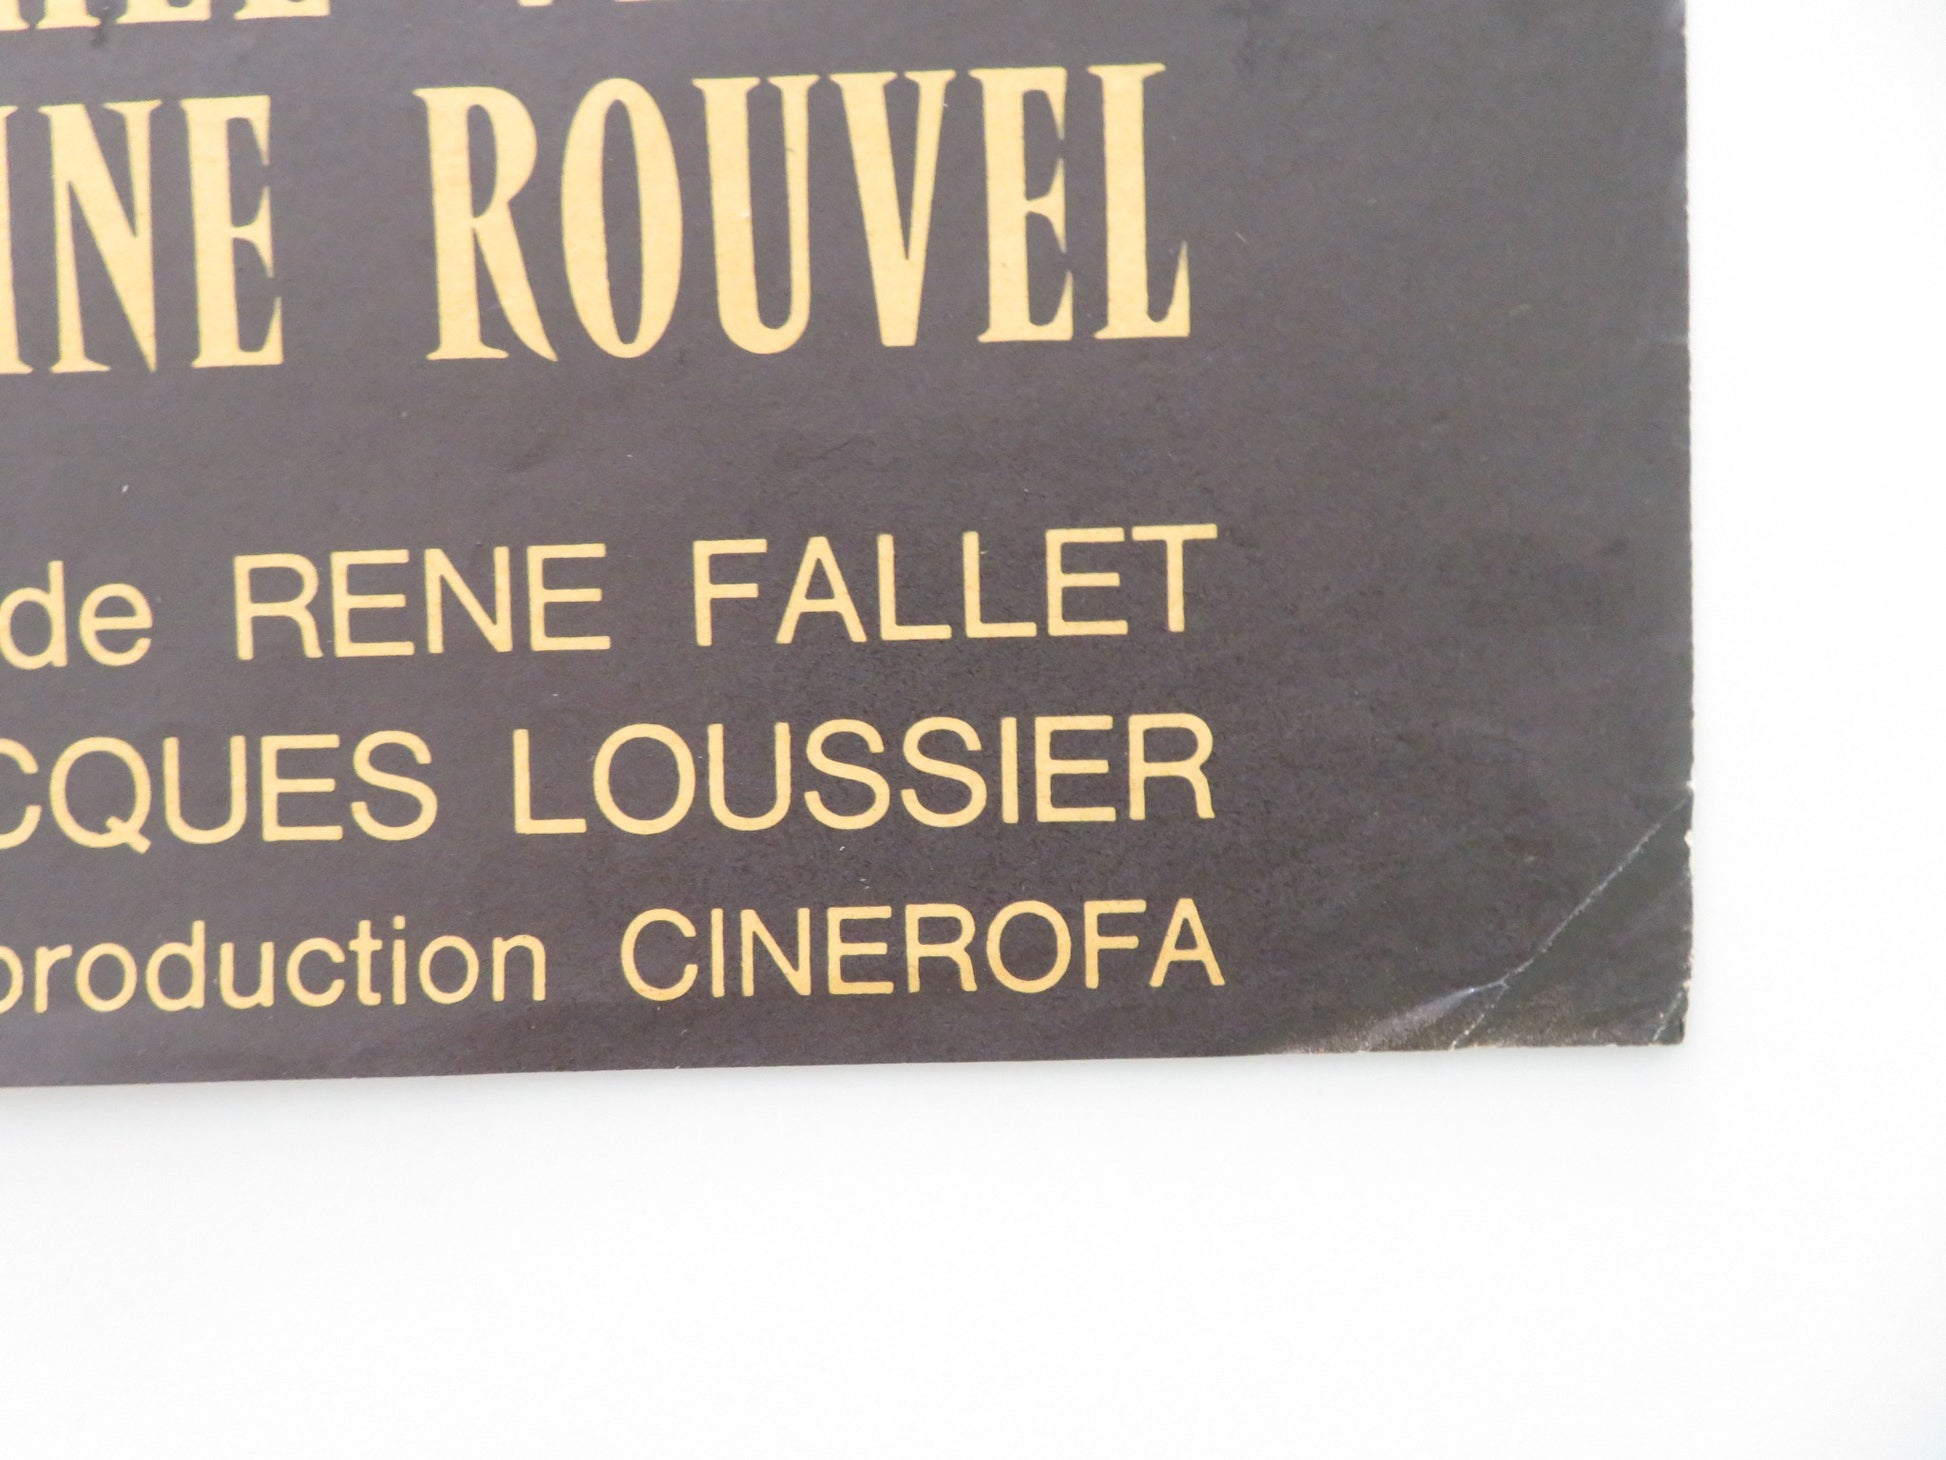 INE ROUVEL
de RENE FALLET
CQUES LOUSSIER
production CINEROFA